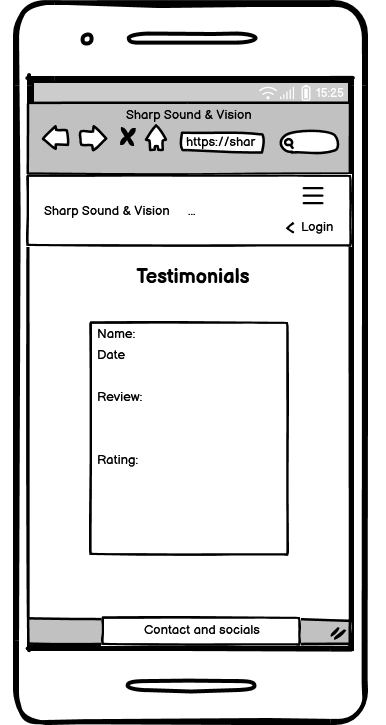 15:25
Sharp Sound & Vision
https://shar
Sharp Sound & Vision ...
Login
Testimonials
Name:
Date
Review:
Rating:
Contact and socials